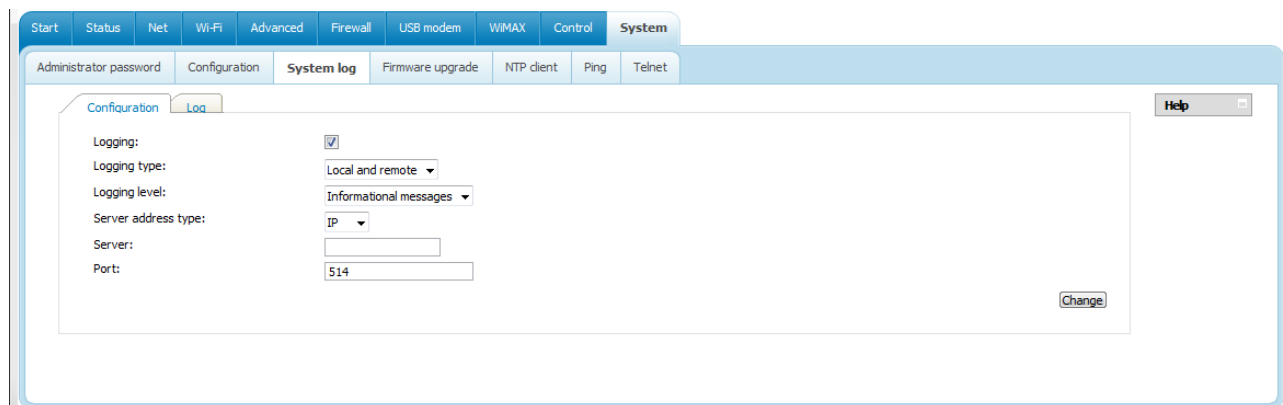 Start Status Net Wi-Fi Advanced Firewall USB modem WiMAX Control System
Administrator password Configuration System log Firmware upgrade NTP client Ping Telnet
Configuration Log
Help
Logging:
Logging type: Local and remote
Logging level: Informational messages
Server address type: IP
Server:
Port: 514
Change